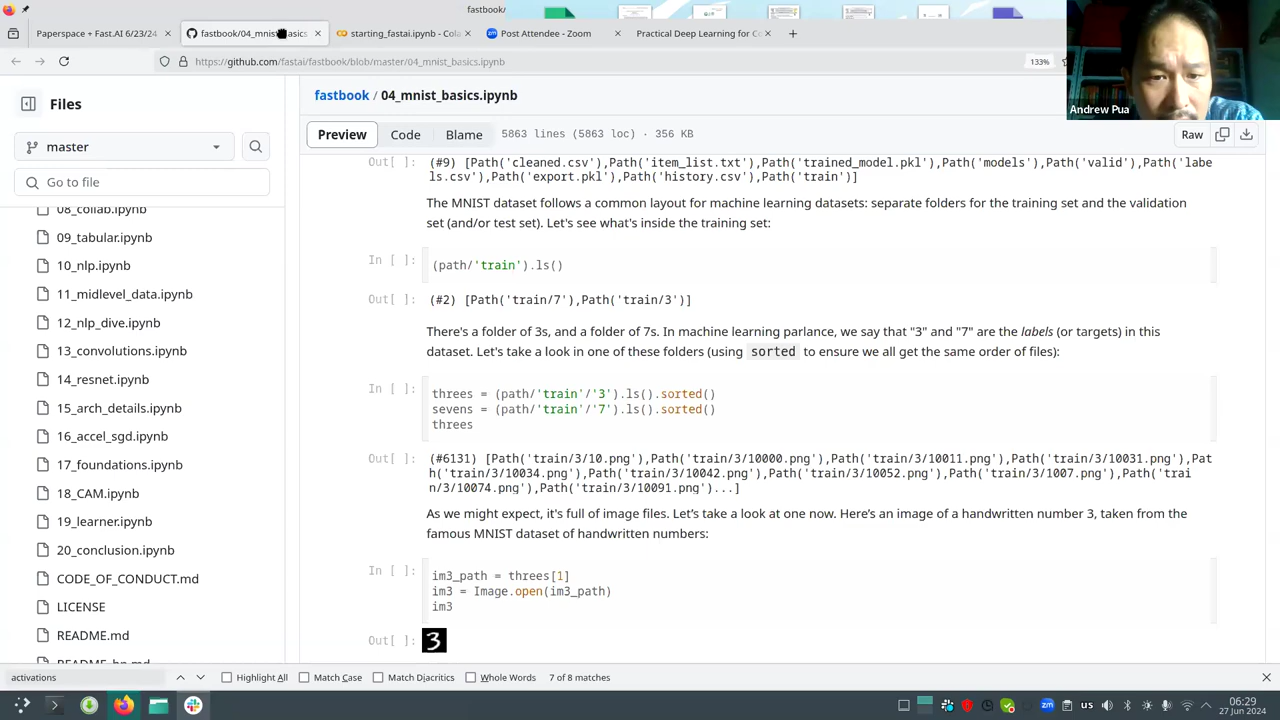 fastbook/
Paperspace + Fast.AI 6/23/24
fastbook/04_mnist_basics
starting_fastai.ipynb - Cola
Post Attendee - Zoom
Practical Deep Learning for Co
https://github.com/fastai/fastbook/blob/master/04_mnist_basics.ipynb
133%
Andrew Pua
Files
fastbook / 04_mnist_basics.ipynb
master
Preview Code Blame 5863 lines (5863 loc) · 356 KB
Raw
Go to file
08_collab.ipynb
09_tabular.ipynb
10_nlp.ipynb
11_midlevel_data.ipynb
12_nlp_dive.ipynb
13_convolutions.ipynb
14_resnet.ipynb
15_arch_details.ipynb
16_accel_sgd.ipynb
17_foundations.ipynb
18_CAM.ipynb
19_learner.ipynb
20_conclusion.ipynb
CODE_OF_CONDUCT.md
LICENSE
README.md
Out[ ]: (#9) [Path('cleaned.csv'),Path('item_list.txt'),Path('trained_model.pkl'),Path('models'),Path('valid'),Path('labe
ls.csv'),Path('export.pkl'),Path('history.csv'),Path('train')]
The MNIST dataset follows a common layout for machine learning datasets: separate folders for the training set and the validation
set (and/or test set). Let's see what's inside the training set:
In [ ]: (path/'train').ls()
Out[ ]: (#2) [Path('train/7'),Path('train/3')]
There's a folder of 3s, and a folder of 7s. In machine learning parlance, we say that "3" and "7" are the labels (or targets) in this
dataset. Let's take a look in one of these folders (using sorted to ensure we all get the same order of files):
In [ ]: threes = (path/'train'/'3').ls().sorted()
sevens = (path/'train'/'7').ls().sorted()
threes
Out[ ]: (#6131) [Path('train/3/10.png'),Path('train/3/10000.png'),Path('train/3/10011.png'),Path('train/3/10031.png'),Pat
h('train/3/10034.png'),Path('train/3/10042.png'),Path('train/3/10052.png'),Path('train/3/1007.png'),Path('trai
n/3/10074.png'),Path('train/3/10091.png')...]
As we might expect, it's full of image files. Let's take a look at one now. Here's an image of a handwritten number 3, taken from the
famous MNIST dataset of handwritten numbers:
In [ ]: im3_path = threes[1]
im3 = Image.open(im3_path)
im3
Out[ ]: 3
activations
Highlight All Match Case Match Diacritics Whole Words 7 of 8 matches
us
06:29
27 Jun 2024